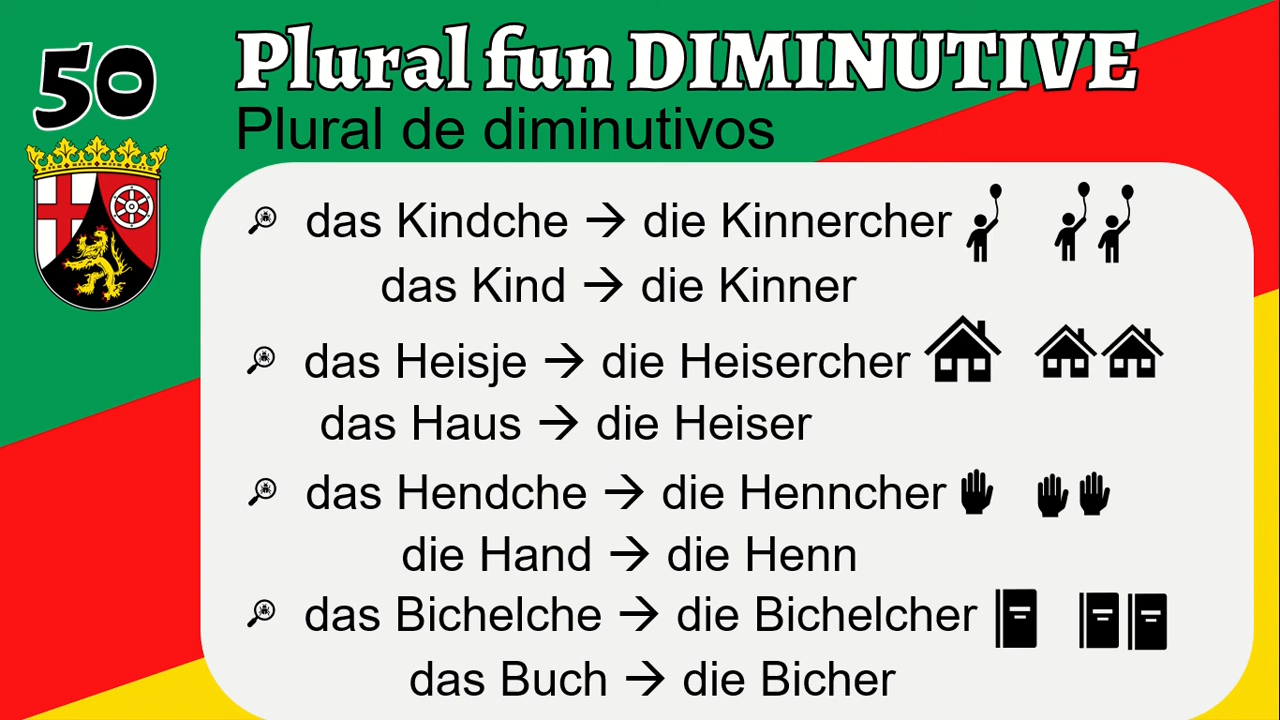 50
Plural fun DIMINUTIVE
Plural de diminutivos
das Kindche → die Kinnercher
das Kind → die Kinner
das Heisje → die Heisercher
das Haus → die Heiser
das Hendche → die Henncher
die Hand → die Henn
das Bichelche → die Bichelcher
das Buch → die Bicher